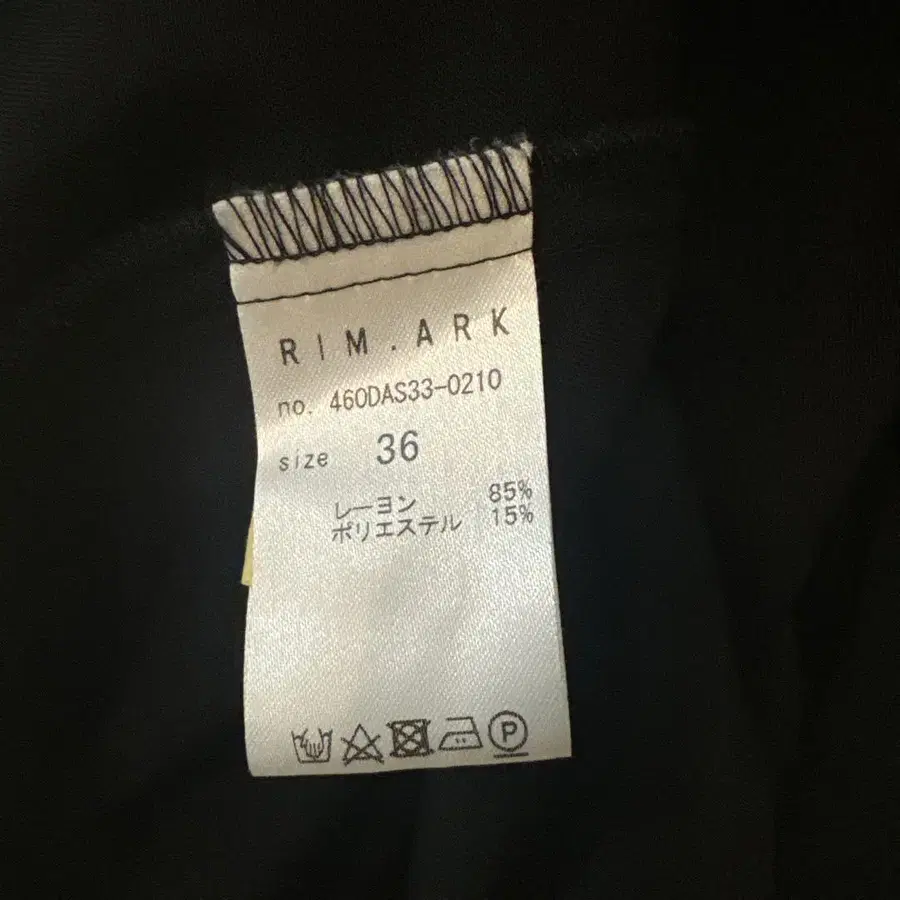 RIM.ARK
no. 460DAS33-0210
size 36
レーヨン 85%
ポリエステル 15%
P